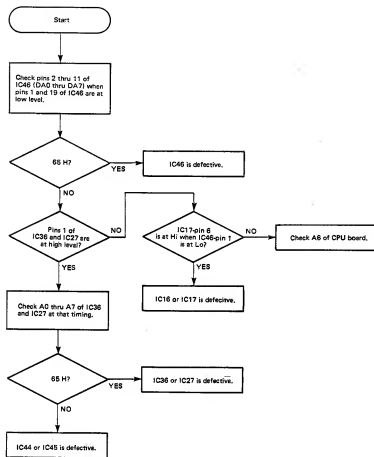 Start
Check pins 2 thru 11 of
IC46 (DA0 thru DA7) when
pins 1 and 19 of IC46 are at
low level.
65 H?
YES
IC46 is defective.
NO
Pins 1 of
IC36 and IC27 are
at high level?
NO
IC17-pin 6
is at Hi when IC46-pin 1
is at Lo?
NO
Check A6 of CPU board.
YES
YES
Check A0 thru A7 of IC36
and IC27 at that timing.
IC16 or IC17 is defecitve.
65 H?
YES
IC36 or IC27 is defective.
NO
IC44 or IC45 is defective.